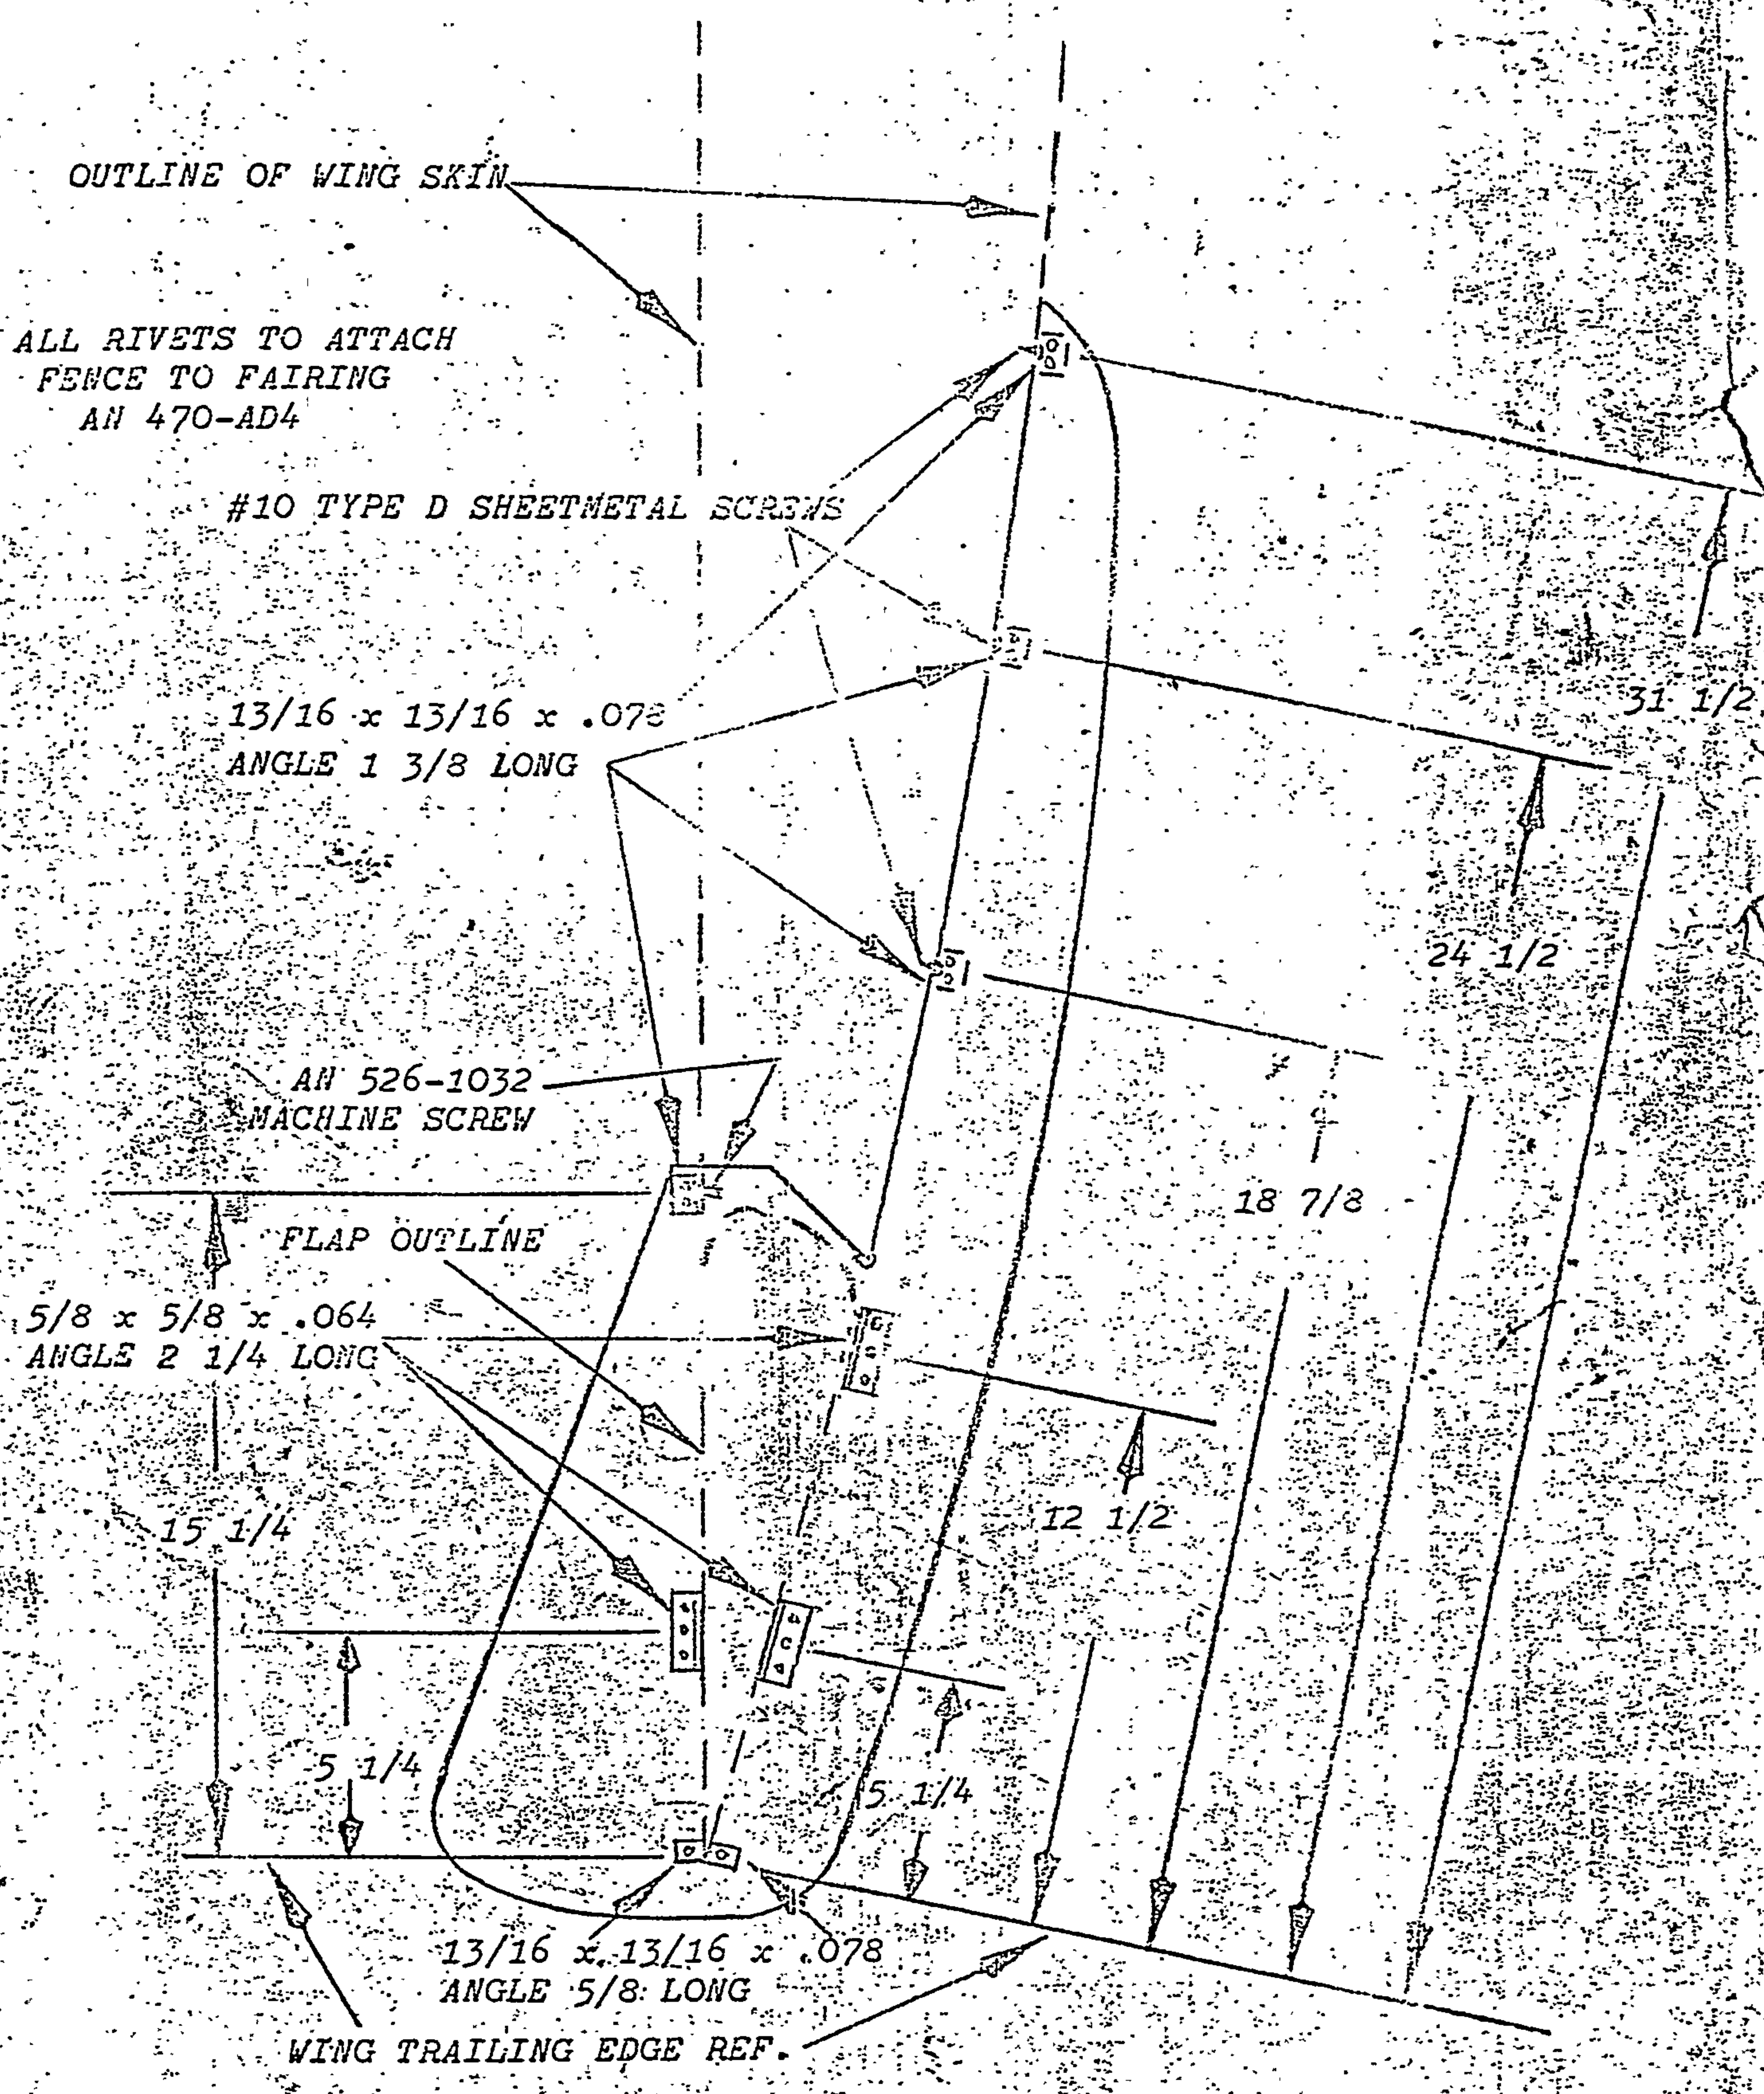 OUTLINE OF WING SKIN
ALL RIVETS TO ATTACH
FENCE TO FAIRING
AN 470-AD4
#10 TYPE D SHEETMETAL SCREWS
13/16 x 13/16 x .078
ANGLE 1 3/8 LONG
31 1/2
24 1/2
AN 526-1032
MACHINE SCREW
18 7/8
FLAP OUTLINE
5/8 x 5/8 x .064
ANGLE 2 1/4 LONG
15 1/4
12 1/2
5 1/4
5 1/4
13/16 x 13/16 x .078
ANGLE 5/8 LONG
WING TRAILING EDGE REF.